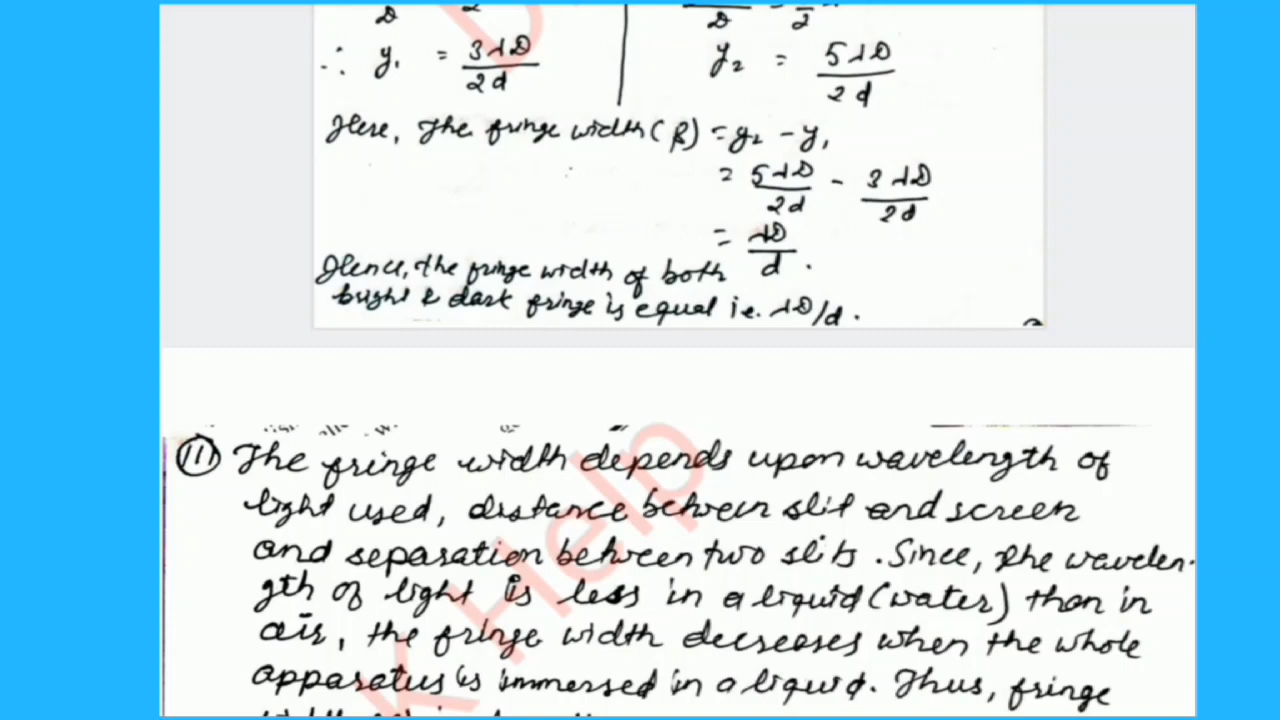 ∴ y₁ = 3λD/2d
y₂ = 5λD/2d
Here, The fringe width (β) = y₂ - y₁
= 5λD/2d - 3λD/2d
= λD/d .
Hence, the fringe width of both
bright & dark fringe is equal ie. λD/d .
(11) The fringe width depends upon wavelength of
light used, distance between slit and screen
and separation between two slits . Since, the wavelen-
gth of light is less in a liquid (water) than in
air, the fringe width decreases when the whole
apparatus is immersed in a liquid. Thus, fringe
K Help